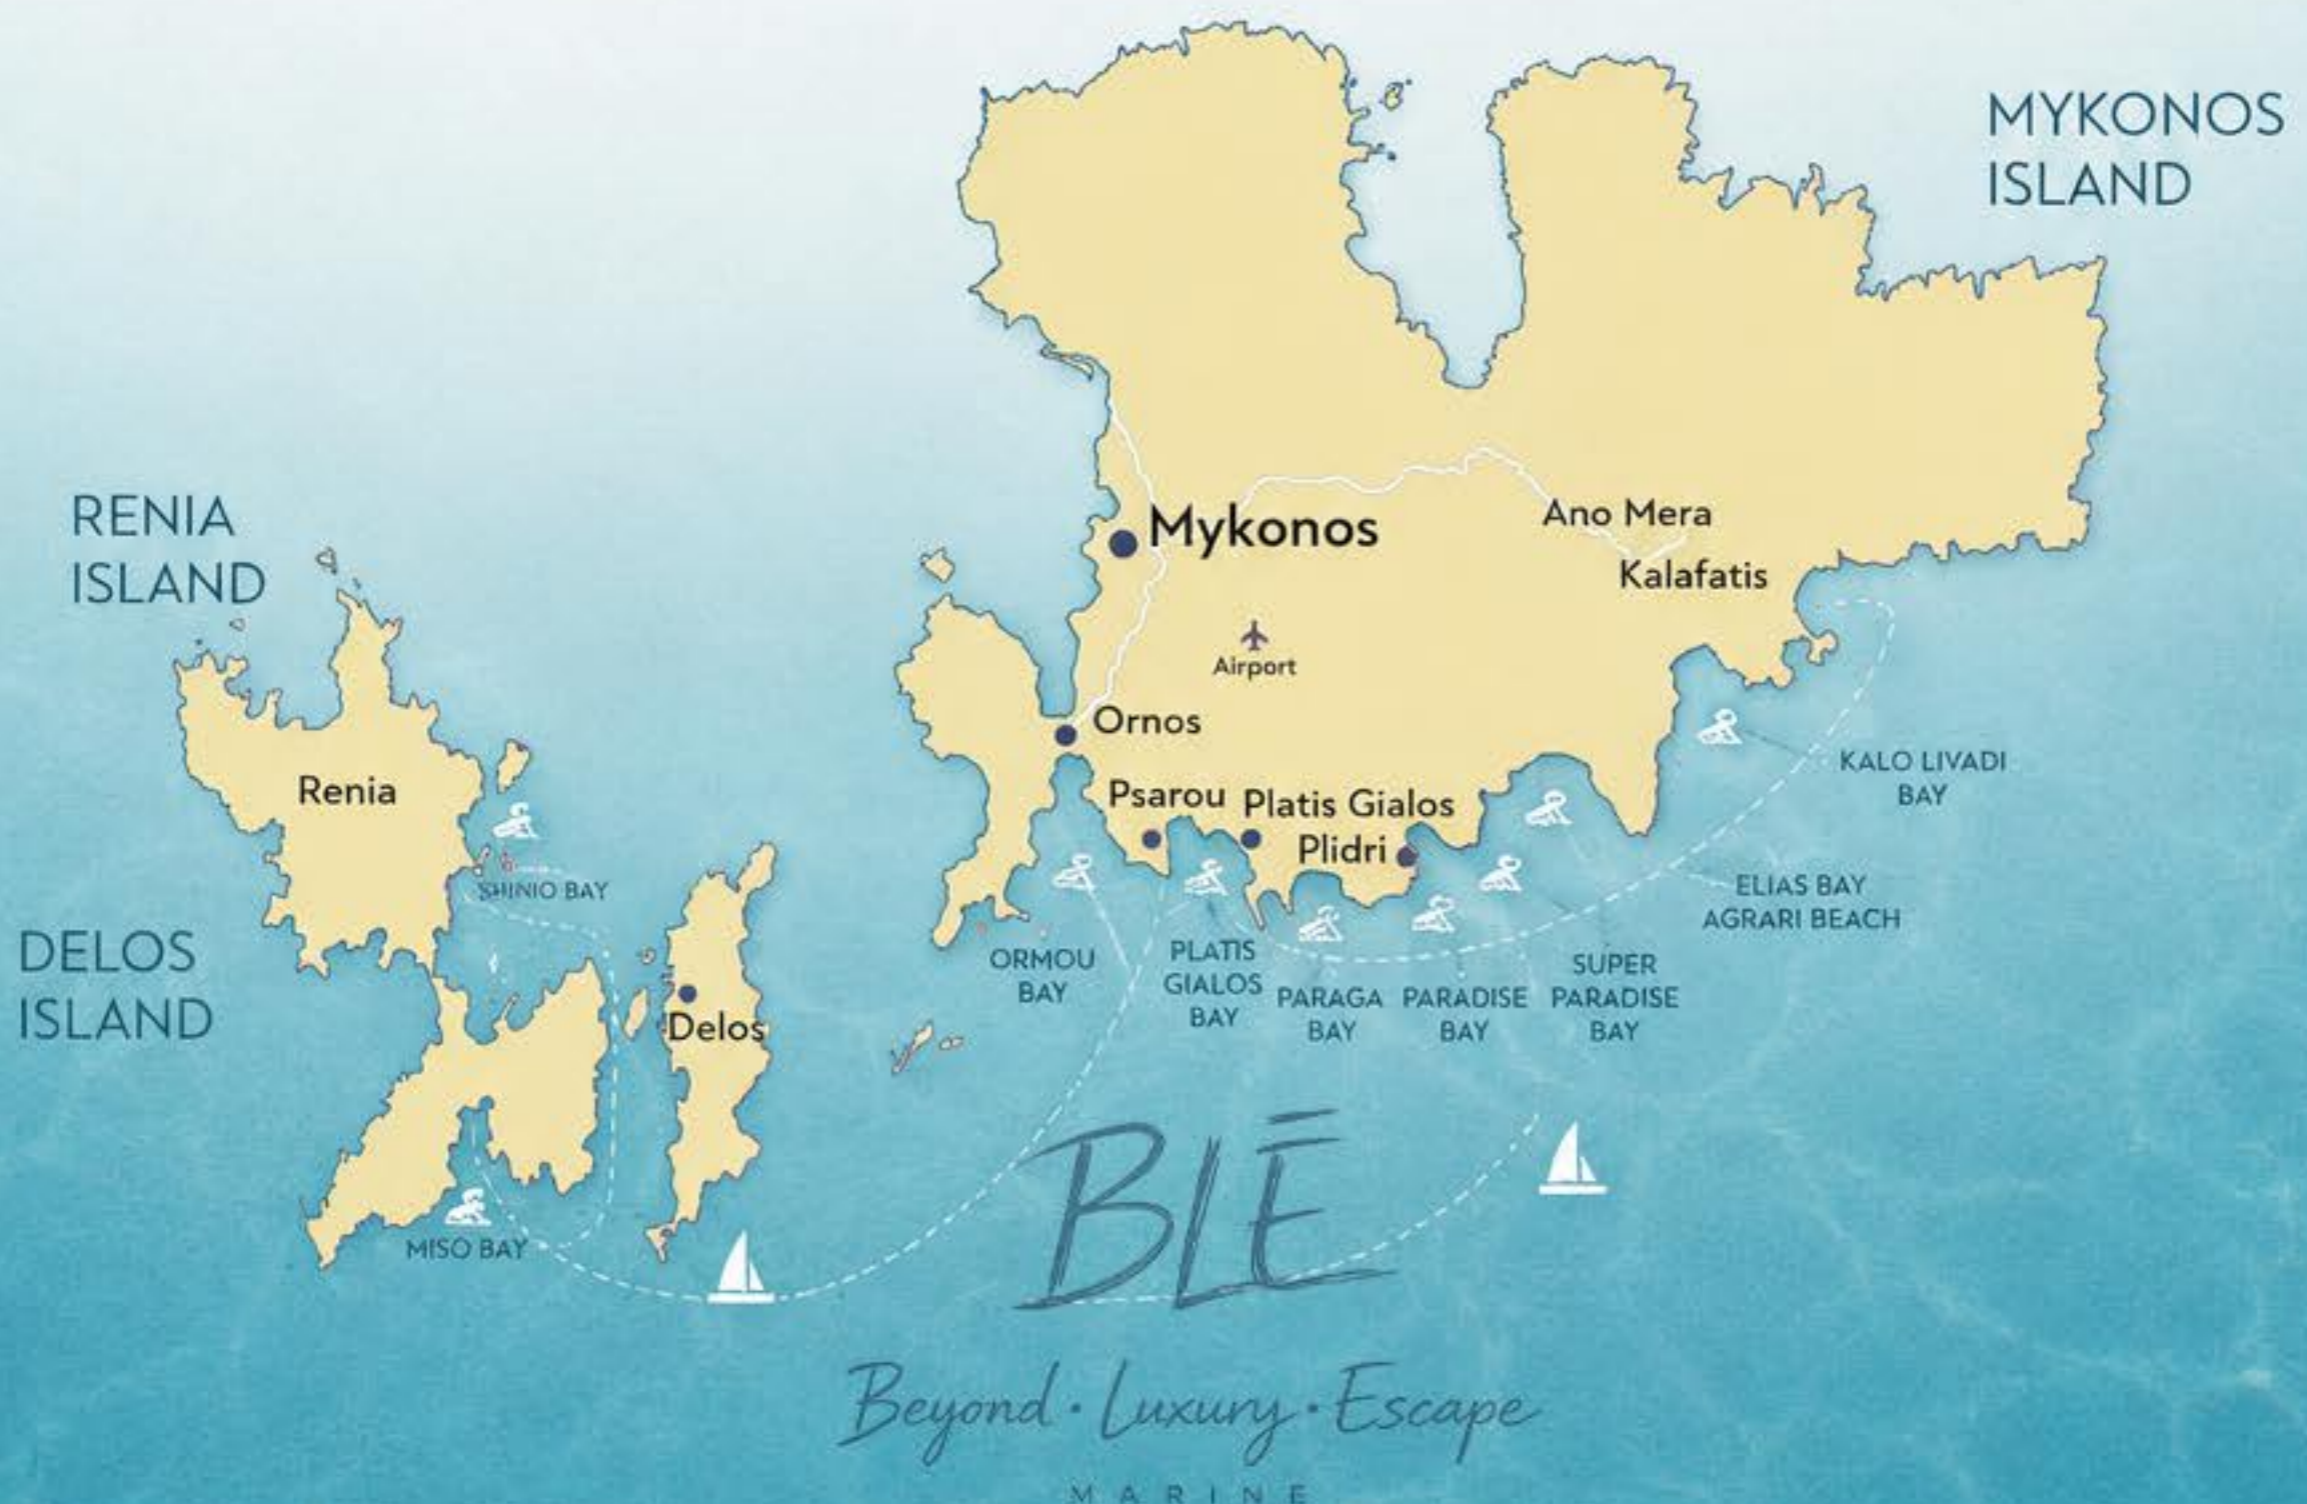 MYKONOS
ISLAND
RENIA
ISLAND
Mykonos
Ano Mera
Kalafatis
Airport
Ornos
Renia
Psarou
Platis Gialos
Plidri
KALO LIVADI
BAY
SHINIO BAY
ELIAS BAY
AGRARI BEACH
DELOS
ISLAND
ORMOU
BAY
PLATIS
GIALOS
BAY
PARAGA
BAY
PARADISE
BAY
SUPER
PARADISE
BAY
Delos
MISO BAY
BLĒ
Beyond · Luxury · Escape
MARINE